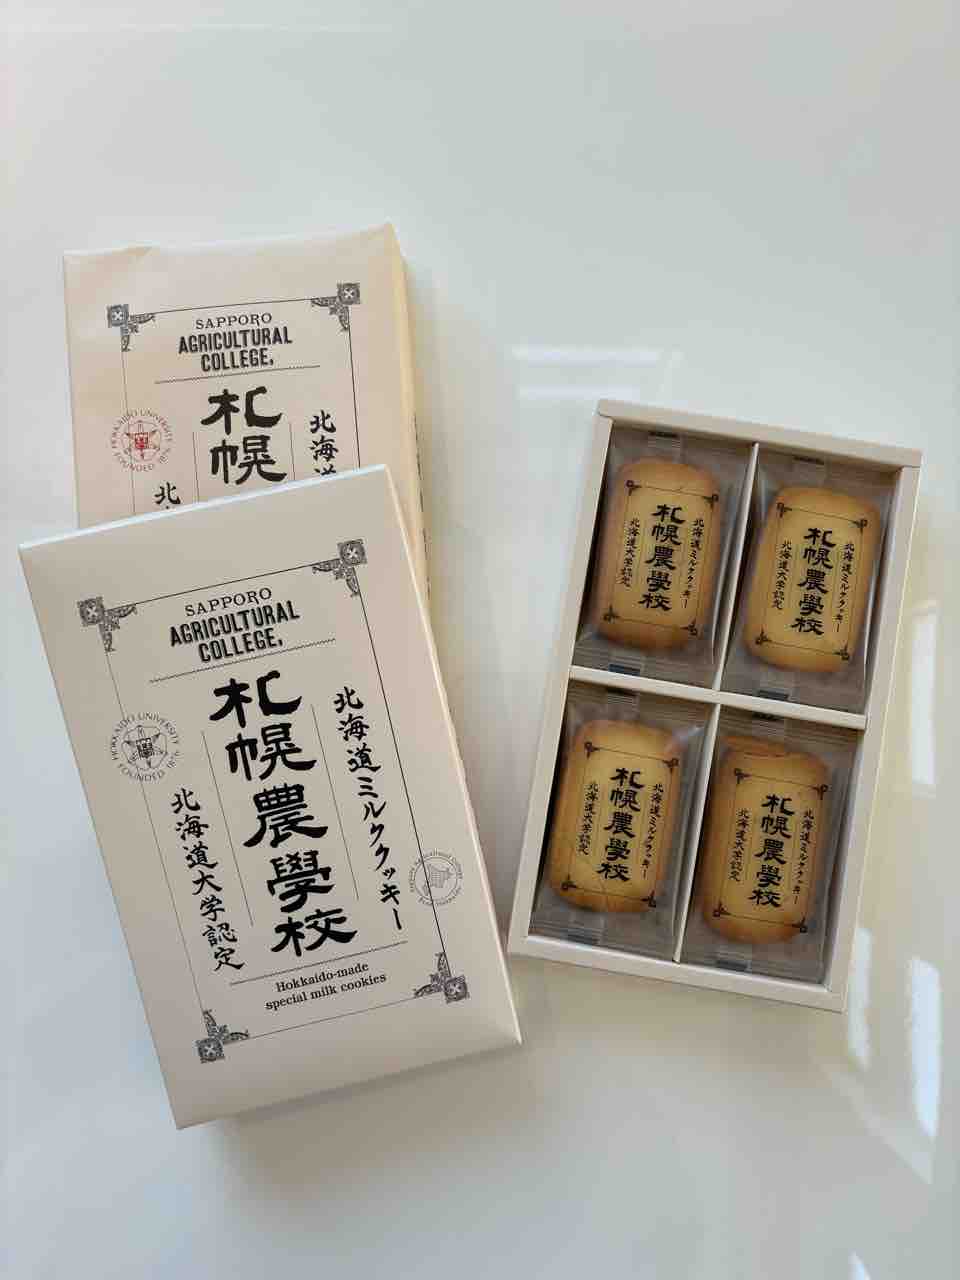 SAPPORO
AGRICULTURAL
COLLEGE,
札幌
北海道
北
HOKKAIDO UNIVERSITY
FOUNDED 1876
SAPPORO
AGRICULTURAL
COLLEGE,
札幌農學校
北海道ミルククッキー
北海道大学認定
HOKKAIDO UNIVERSITY
FOUNDED 1876
Hokkaido-made
special milk cookies
札幌農學校
北海道ミルククッキー
北海道大学認定
札幌農學校
北海道ミルククッキー
北海道大学認定
札幌農學校
北海道ミルククッキー
北海道大学認定
札幌農學校
北海道ミルククッキー
北海道大学認定